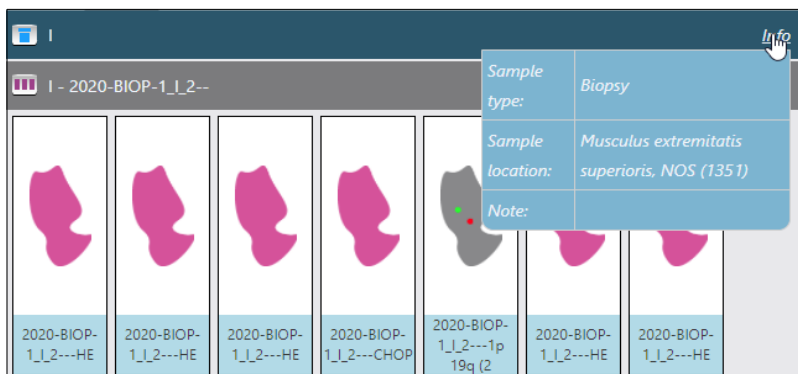 I
Info
I - 2020-BIOP-1_I_2--
Sample type:
Biopsy
Sample location:
Musculus extremitatis superioris, NOS (1351)
Note:
2020-BIOP-1_I_2---HE
2020-BIOP-1_I_2---HE
2020-BIOP-1_I_2---HE
2020-BIOP-1_I_2---CHOP
2020-BIOP-1_I_2---1p 19q (2
2020-BIOP-1_I_2---HE
2020-BIOP-1_I_2---HE